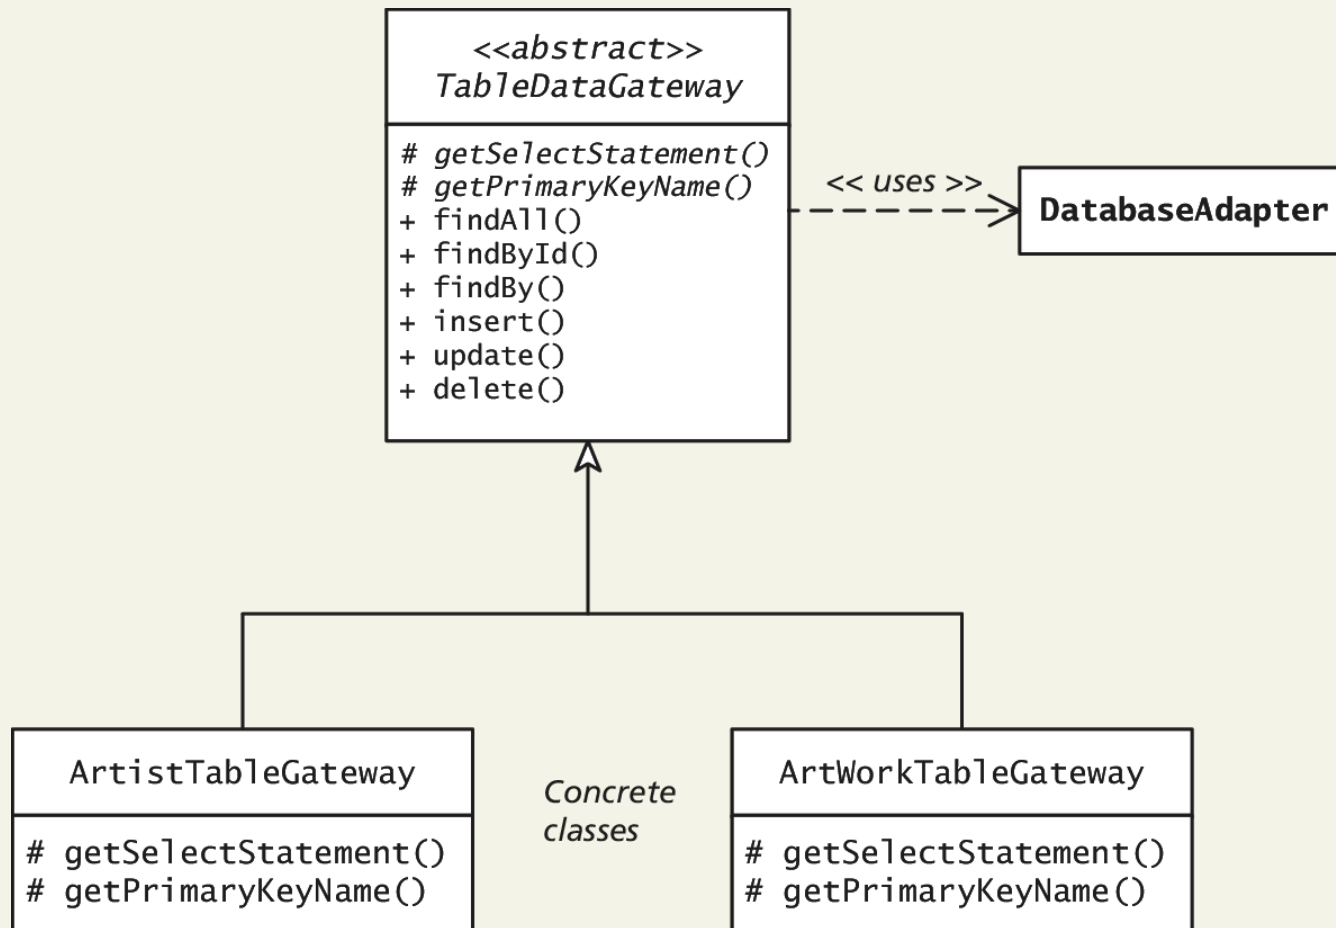 <<abstract>>
TableDataGateway
# getSelectStatement()
# getPrimaryKeyName()
+ findAll()
+ findById()
+ findBy()
+ insert()
+ update()
+ delete()
<< uses >>
DatabaseAdapter
ArtistTableGateway
# getSelectStatement()
# getPrimaryKeyName()
Concrete
classes
ArtWorkTableGateway
# getSelectStatement()
# getPrimaryKeyName()